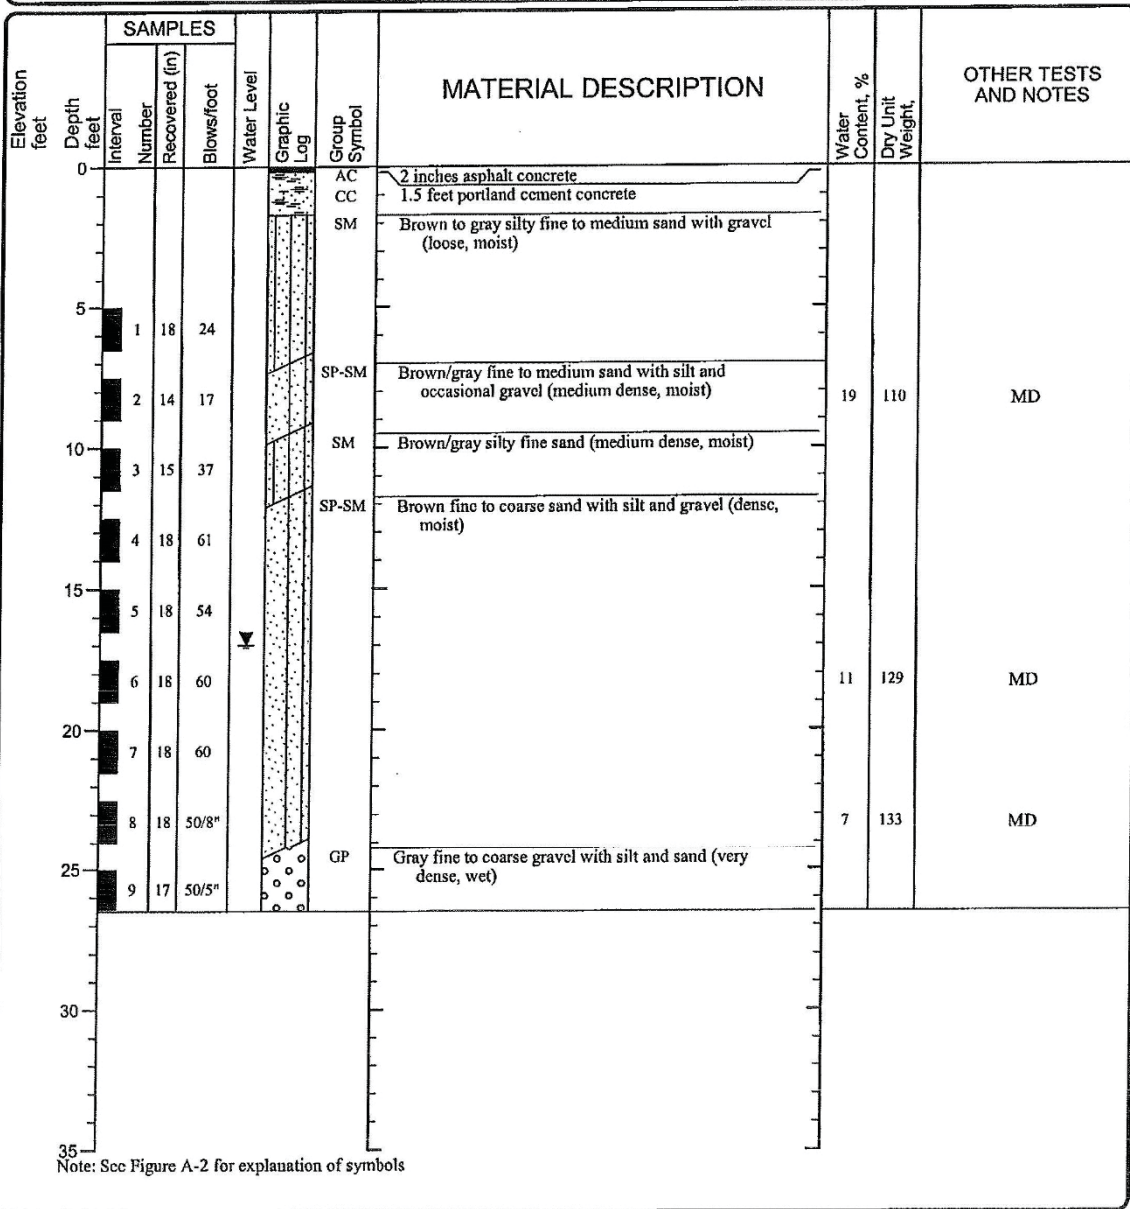 SAMPLES
Elevation
feet
Depth
feet
Interval
Number
Recovered (in)
Blows/foot
Water Level
Graphic
Log
Group
Symbol
MATERIAL DESCRIPTION
Water
Content, %
Dry Unit
Weight,
OTHER TESTS
AND NOTES
0
AC 2 inches asphalt concrete
CC 1.5 feet portland cement concrete
SM Brown to gray silty fine to medium sand with gravel
(loose, moist)
5
1 18 24
SP-SM Brown/gray fine to medium sand with silt and
occasional gravel (medium dense, moist)
2 14 17 19 110 MD
SM Brown/gray silty fine sand (medium dense, moist)
10
3 15 37
SP-SM Brown fine to coarse sand with silt and gravel (dense,
moist)
4 18 61
15
5 18 54
6 18 60 11 129 MD
20
7 18 60
8 18 50/8" 7 133 MD
GP Gray fine to coarse gravel with silt and sand (very
dense, wet)
25
9 17 50/5"
30
35
Note: See Figure A-2 for explanation of symbols